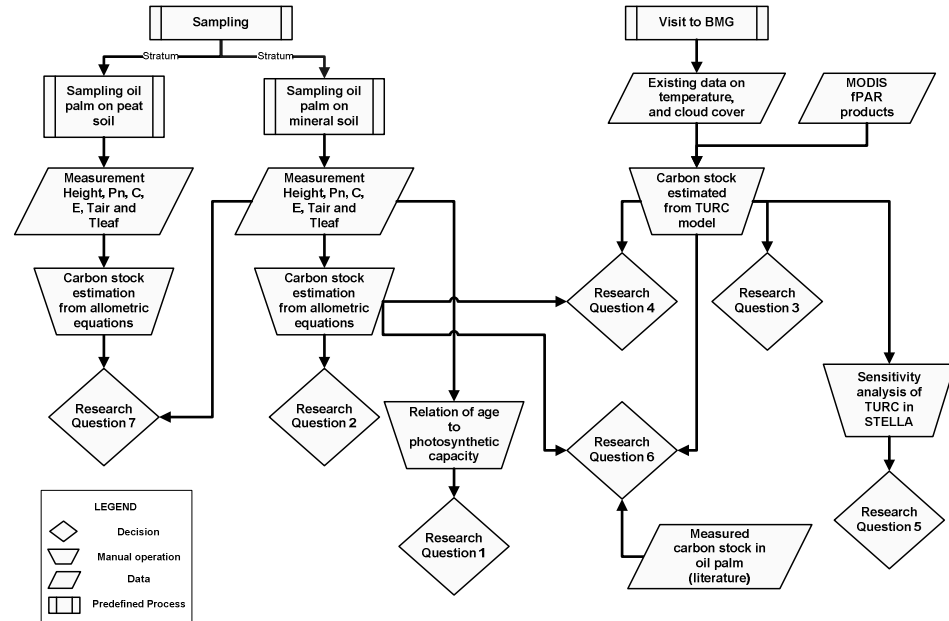 Sampling
Stratum
Stratum
Sampling oil
palm on peat
soil
Sampling oil
palm on
mineral soil
Measurement
Height, Pn, C,
E, Tair and
Tleaf
Measurement
Height, Pn, C,
E, Tair and
Tleaf
Carbon stock
estimation
from allometric
equations
Carbon stock
estimation
from allometric
equations
Research
Question 7
Research
Question 2
Relation of age
to
photosynthetic
capacity
Research
Question 1
Visit to BMG
Existing data on
temperature,
and cloud cover
MODIS
fPAR
products
Carbon stock
estimated
from TURC
model
Research
Question 4
Research
Question 3
Research
Question 6
Sensitivity
analysis of
TURC in
STELLA
Research
Question 5
Measured
carbon stock in
oil palm
(literature)
LEGEND
Decision
Manual operation
Data
Predefined Process